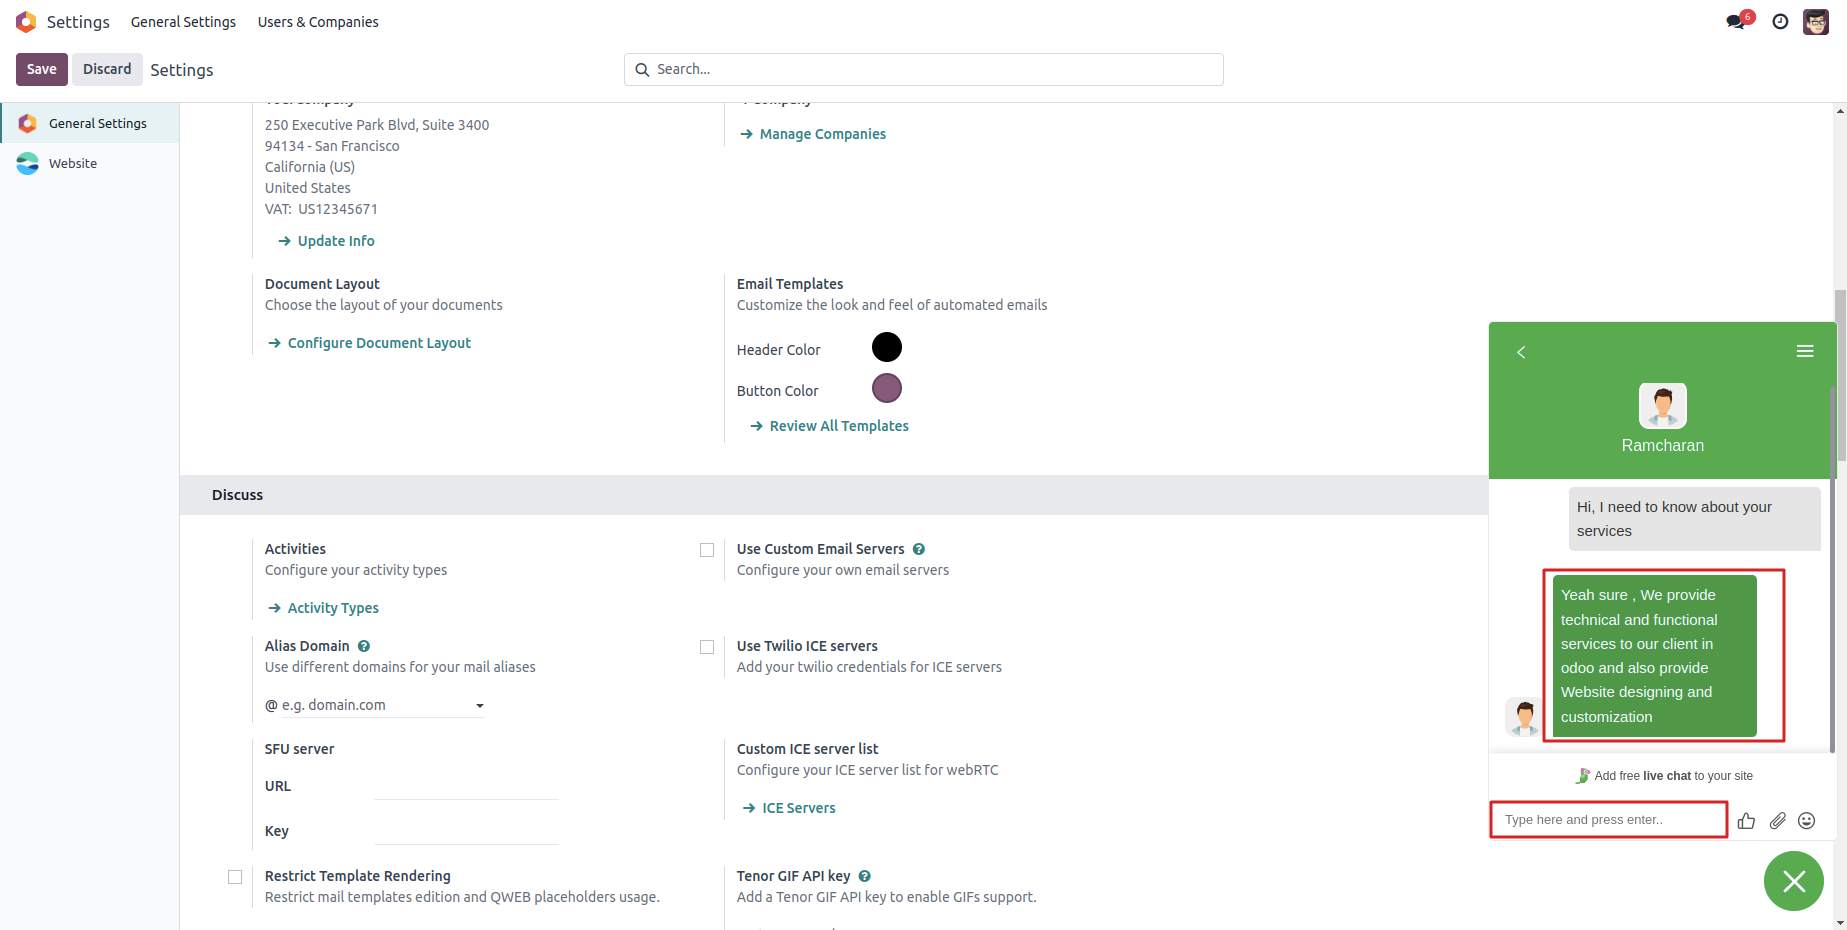 Settings General Settings Users & Companies 6
Save Discard Settings Search...
General Settings
Website
250 Executive Park Blvd, Suite 3400
94134 - San Francisco
California (US)
United States
VAT: US12345671
Update Info
Manage Companies
Document Layout
Choose the layout of your documents
Configure Document Layout
Email Templates
Customize the look and feel of automated emails
Header Color
Button Color
Review All Templates
Discuss
Activities
Configure your activity types
Activity Types
Use Custom Email Servers ?
Configure your own email servers
Alias Domain ?
Use different domains for your mail aliases
@ e.g. domain.com
Use Twilio ICE servers
Add your twilio credentials for ICE servers
SFU server
URL
Key
Custom ICE server list
Configure your ICE server list for webRTC
ICE Servers
Restrict Template Rendering
Restrict mail templates edition and QWEB placeholders usage.
Tenor GIF API key ?
Add a Tenor GIF API key to enable GIFs support.
Ramcharan
Hi, I need to know about your
services
Yeah sure , We provide
technical and functional
services to our client in
odoo and also provide
Website designing and
customization
Add free live chat to your site
Type here and press enter..